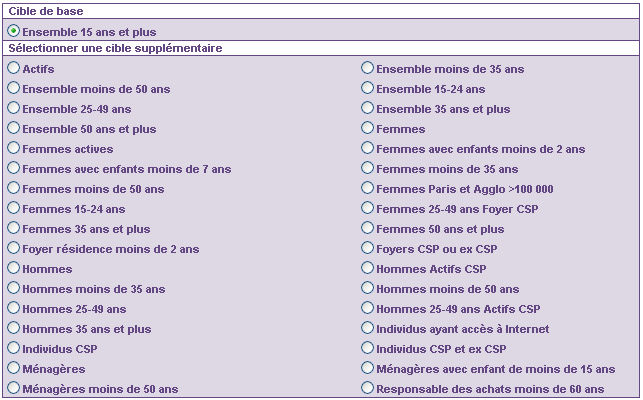 Cible de base
Ensemble 15 ans et plus
Sélectionner une cible supplémentaire
Actifs
Ensemble moins de 35 ans
Ensemble moins de 50 ans
Ensemble 15-24 ans
Ensemble 25-49 ans
Ensemble 35 ans et plus
Ensemble 50 ans et plus
Femmes
Femmes actives
Femmes avec enfants moins de 2 ans
Femmes avec enfants moins de 7 ans
Femmes moins de 35 ans
Femmes moins de 50 ans
Femmes Paris et Agglo >100 000
Femmes 15-24 ans
Femmes 25-49 ans Foyer CSP
Femmes 35 ans et plus
Femmes 50 ans et plus
Foyer résidence moins de 2 ans
Foyers CSP ou ex CSP
Hommes
Hommes Actifs CSP
Hommes moins de 35 ans
Hommes moins de 50 ans
Hommes 25-49 ans
Hommes 25-49 ans Actifs CSP
Hommes 35 ans et plus
Individus ayant accès à Internet
Individus CSP
Individus CSP et ex CSP
Ménagères
Ménagères avec enfant de moins de 15 ans
Ménagères moins de 50 ans
Responsable des achats moins de 60 ans